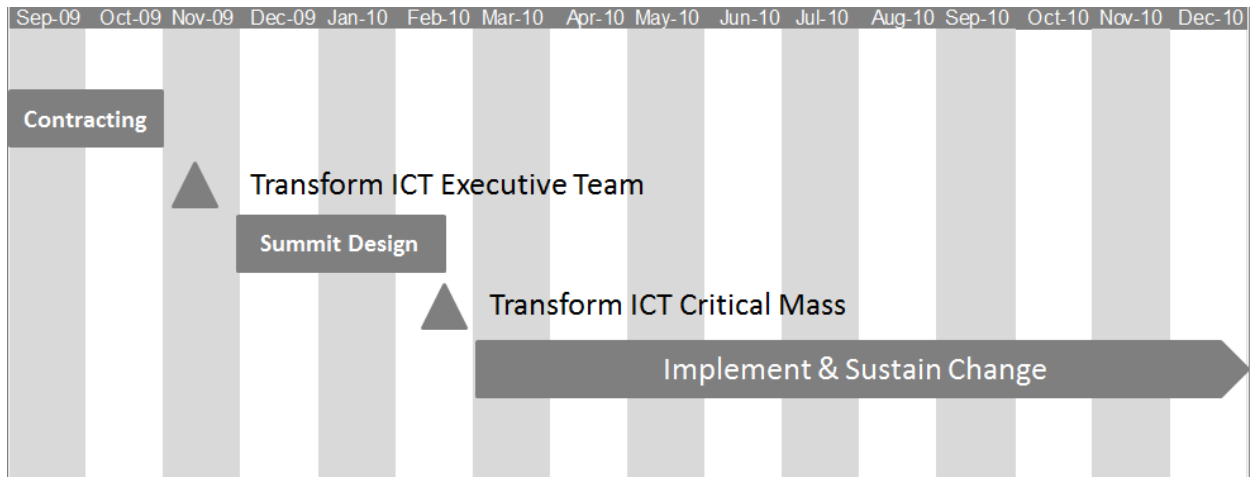 Sep-09 Oct-09 Nov-09 Dec-09 Jan-10 Feb-10 Mar-10 Apr-10 May-10 Jun-10 Jul-10 Aug-10 Sep-10 Oct-10 Nov-10 Dec-10
Contracting
Transform ICT Executive Team
Summit Design
Transform ICT Critical Mass
Implement & Sustain Change